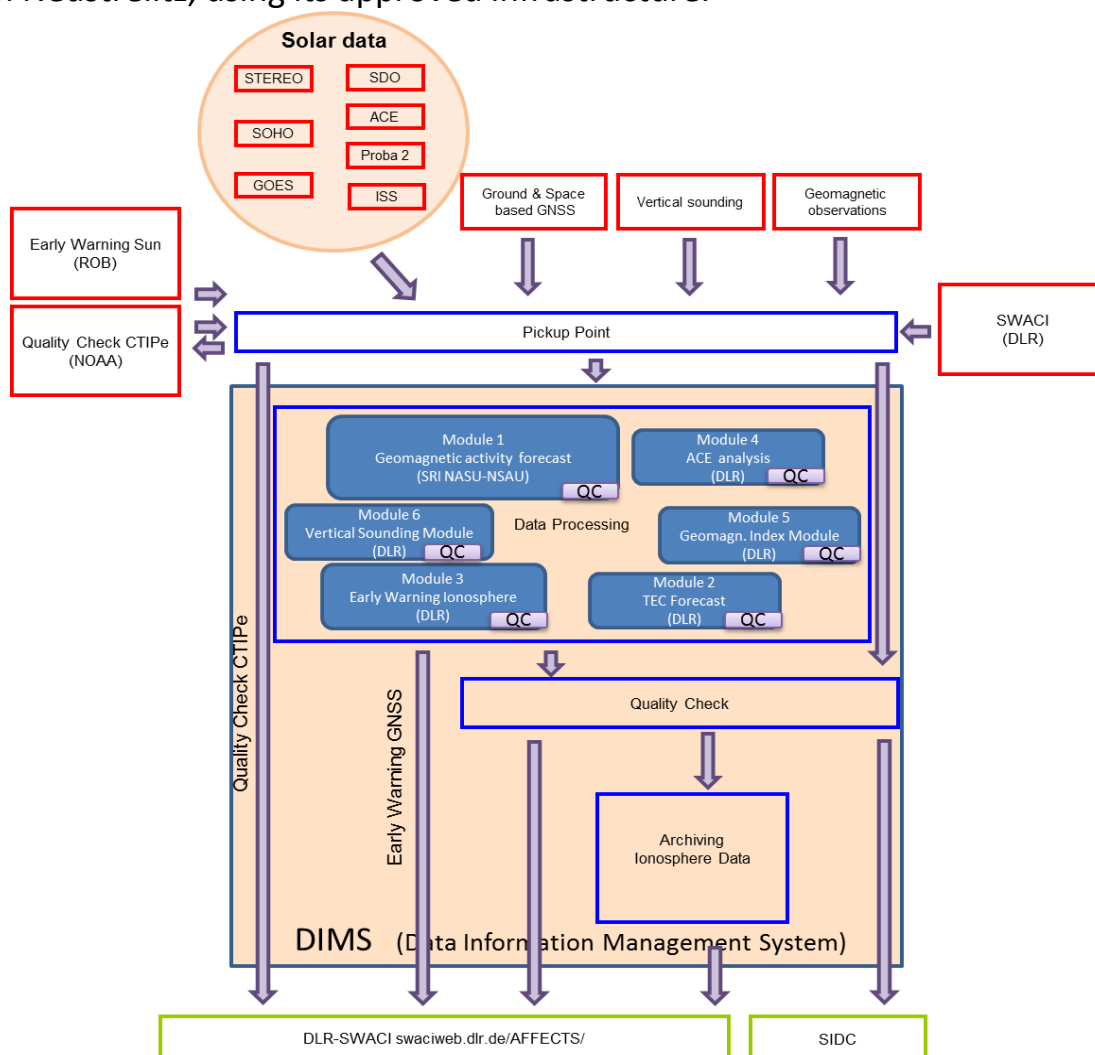 Neustrelitz) using its approved infrastructure.
Solar data
STEREO
SDO
ACE
SOHO
Proba 2
GOES
ISS
Ground & Space
based GNSS
Vertical sounding
Geomagnetic
observations
Early Warning Sun
(ROB)
Quality Check CTIPe
(NOAA)
Pickup Point
SWACI
(DLR)
Module 1
Geomagnetic activity forecast
(SRI NASU-NSAU)
QC
Module 4
ACE analysis
(DLR)
QC
Module 6
Vertical Sounding Module
(DLR)
QC
Data Processing
Module 5
Geomagn. Index Module
(DLR)
QC
Module 3
Early Warning Ionosphere
(DLR)
QC
Module 2
TEC Forecast
(DLR)
QC
Quality Check CTIPe
Early Warning GNSS
Quality Check
Archiving
Ionosphere Data
DIMS (Data Information Management System)
DLR-SWACI swaciweb.dlr.de/AFFECTS/
SIDC